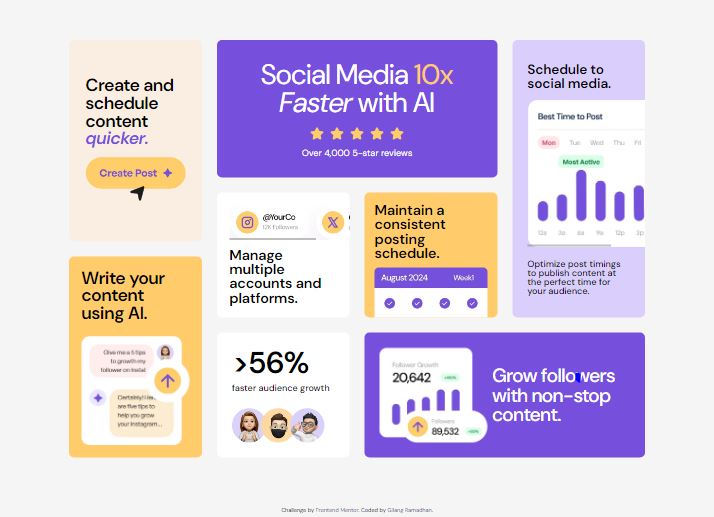 Create and
schedule
content
quicker.
Create Post
Social Media 10x
Faster with AI
Over 4,000 5-star reviews
Schedule to
social media.
Best Time to Post
Mon Tue Wed Thu Fri
Most Active
12a 3a 6a 9a 12p 3p
Optimize post timings
to publish content at
the perfect time for
your audience.
@YourCo
12K Followers
Manage
multiple
accounts and
platforms.
Maintain a
consistent
posting
schedule.
August 2024 Week1
Write your
content
using AI.
Give me a 5 tips
to growth my
follower on Insta!
Certainly!
are five tips to
help you grow
your Instagram...
>56%
faster audience growth
Follower Growth
20,642
Followers
89,532
Grow followers
with non-stop
content.
Challenge by Frontend Mentor. Coded by Gilang Ramadhan.